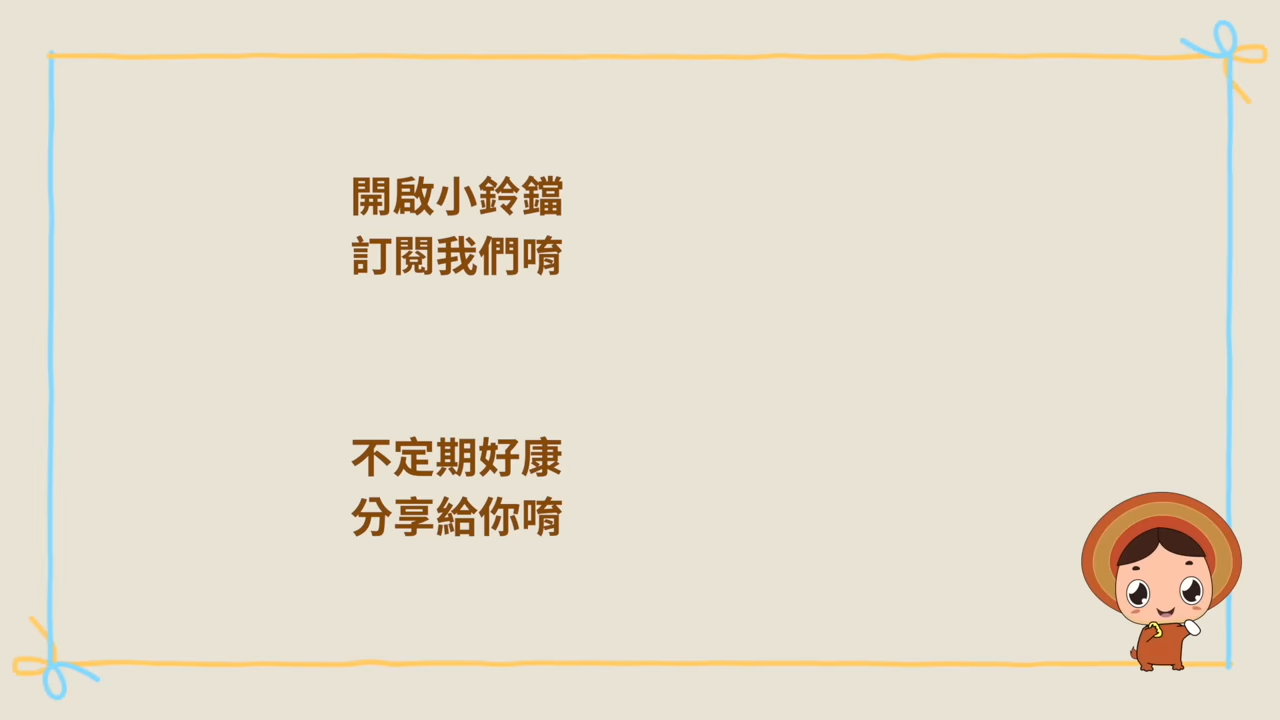 開啟小鈴鐺
訂閱我們唷
不定期好康
分享給你唷